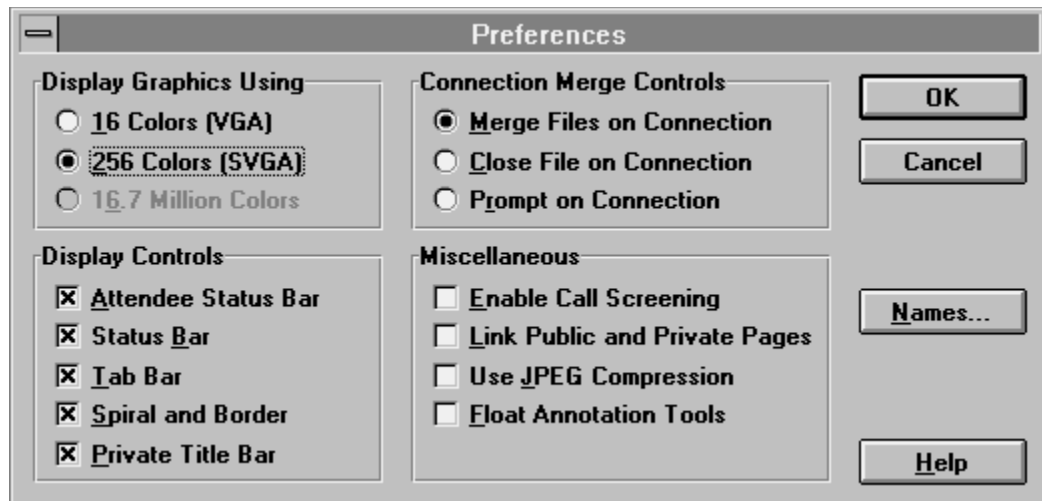 Preferences
Display Graphics Using
16 Colors (VGA)
256 Colors (SVGA)
16.7 Million Colors
Connection Merge Controls
Merge Files on Connection
Close File on Connection
Prompt on Connection
OK
Cancel
Display Controls
Attendee Status Bar
Status Bar
Tab Bar
Spiral and Border
Private Title Bar
Miscellaneous
Enable Call Screening
Link Public and Private Pages
Use JPEG Compression
Float Annotation Tools
Names...
Help